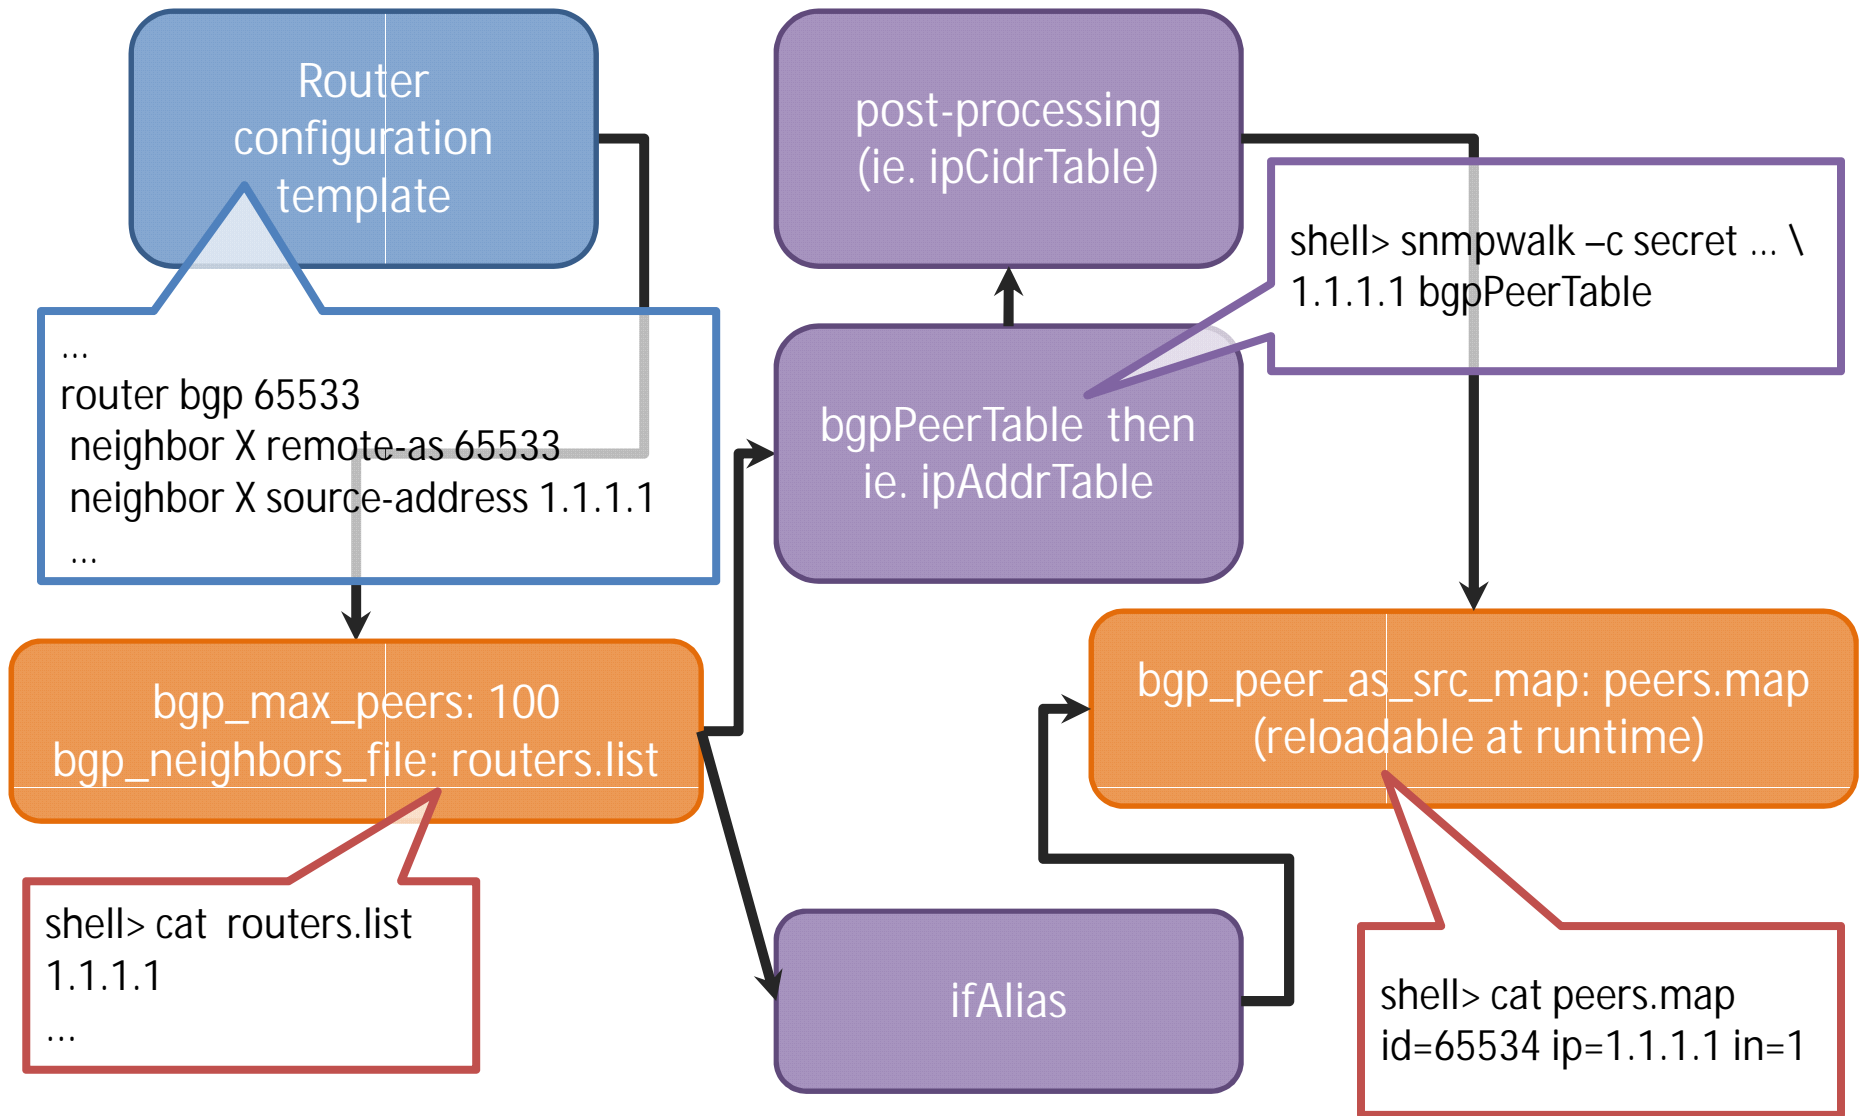 Router
configuration
template
...
router bgp 65533
neighbor X remote-as 65533
neighbor X source-address 1.1.1.1
...
bgp_max_peers: 100
bgp_neighbors_file: routers.list
shell> cat routers.list
1.1.1.1
...
post-processing
(ie. ipCidrTable)
shell> snmpwalk –c secret ... \
1.1.1.1 bgpPeerTable
bgpPeerTable then
ie. ipAddrTable
ifAlias
bgp_peer_as_src_map: peers.map
(reloadable at runtime)
shell> cat peers.map
id=65534 ip=1.1.1.1 in=1